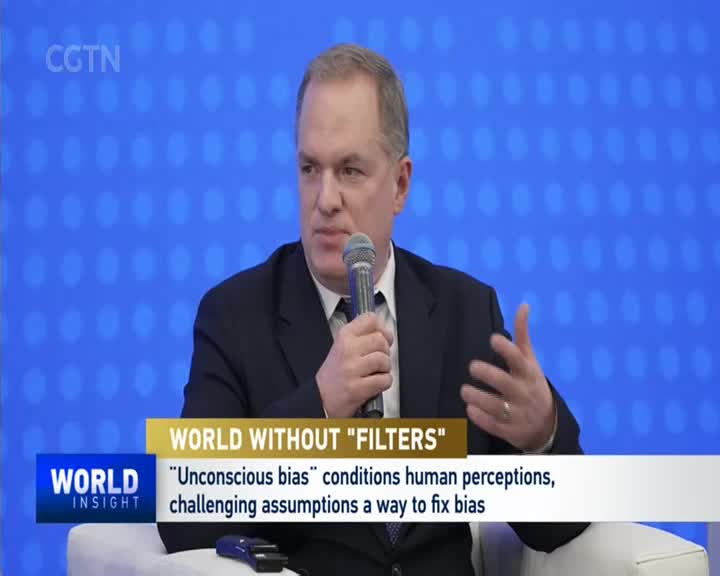 CGTN
WORLD WITHOUT "FILTERS"
WORLD
INSIGHT
¨Unconscious bias¨ conditions human perceptions,
challenging assumptions a way to fix bias